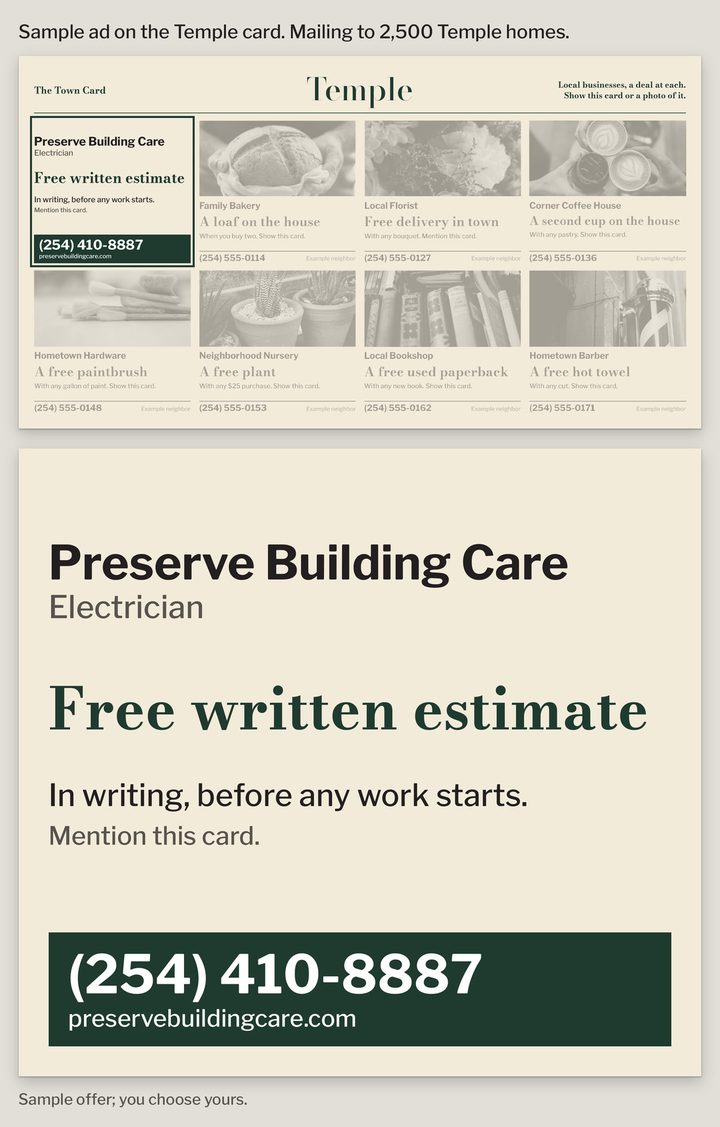 Sample ad on the Temple card. Mailing to 2,500 Temple homes.
The Town Card
Temple
Local businesses, a deal at each.
Show this card or a photo of it.
Preserve Building Care
Electrician
Free written estimate
In writing, before any work starts.
Mention this card.
(254) 410-8887
preservebuildingcare.com
Family Bakery
A loaf on the house
When you buy two. Show this card.
(254) 555-0114
Example neighbor
Local Florist
Free delivery in town
With any bouquet. Mention this card.
(254) 555-0127
Example neighbor
Corner Coffee House
A second cup on the house
With any pastry. Show this card.
(254) 555-0136
Example neighbor
Hometown Hardware
A free paintbrush
With any gallon of paint. Show this card.
(254) 555-0148
Example neighbor
Neighborhood Nursery
A free plant
With any $25 purchase. Show this card.
(254) 555-0153
Example neighbor
Local Bookshop
A free used paperback
With any new book. Show this card.
(254) 555-0162
Example neighbor
Hometown Barber
A free hot towel
With any cut. Show this card.
(254) 555-0171
Example neighbor
Preserve Building Care
Electrician
Free written estimate
In writing, before any work starts.
Mention this card.
(254) 410-8887
preservebuildingcare.com
Sample offer; you choose yours.